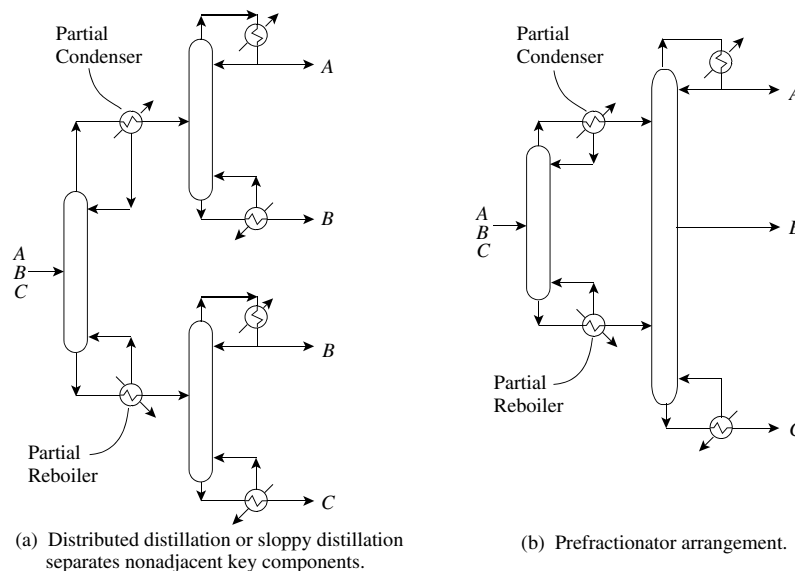 Partial
Condenser
A
B
A
B
C
B
Partial
Reboiler
C
(a) Distributed distillation or sloppy distillation
separates nonadjacent key components.
Partial
Condenser
A
A
B
C
Partial
Reboiler
(b) Prefractionator arrangement.